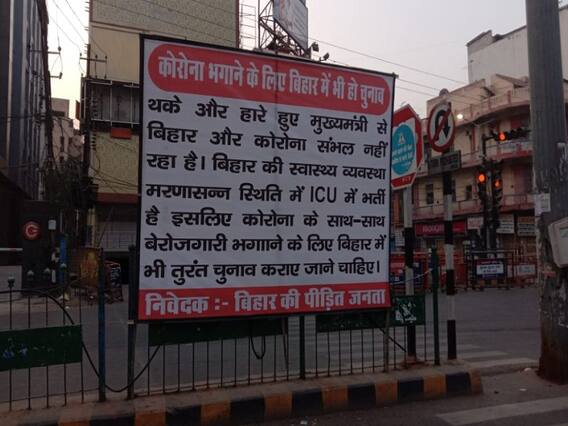 कोरोना भगाने के लिए बिहार में भी हो चुनाव
थके और हारे हुए मुख्यमंत्री से
बिहार और कोरोना संभल नहीं
रहा है। बिहार की स्वास्थ्य व्यवस्था
मरणासन्न स्थिति में ICU में भर्ती
है इसलिए कोरोना के साथ-साथ
बेरोजगारी भगाने के लिए बिहार में
भी तुरंत चुनाव कराए जाने चाहिए।
निवेदक :- बिहार की पीड़ित जनता